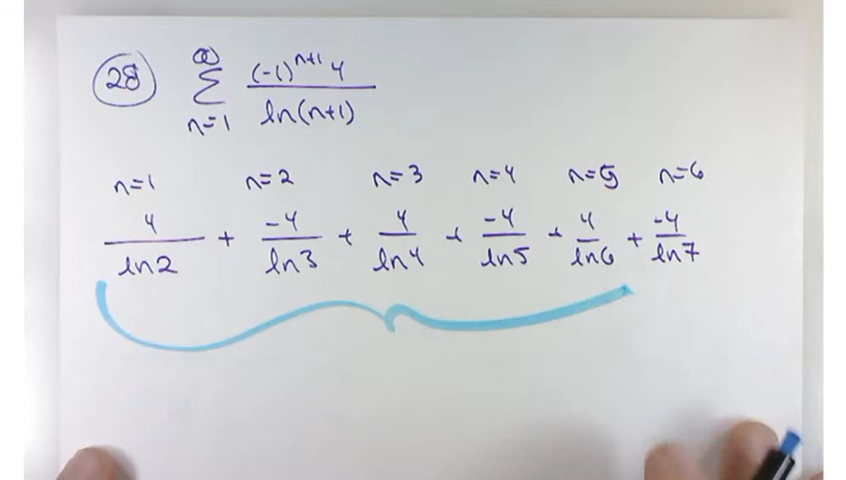 28 ∞ Σ n=1 (-1)^{n+1} 4 / ln(n+1)
n=1 n=2 n=3 n=4 n=5 n=6
4/ln2 + -4/ln3 + 4/ln4 + -4/ln5 + 4/ln6 + -4/ln7